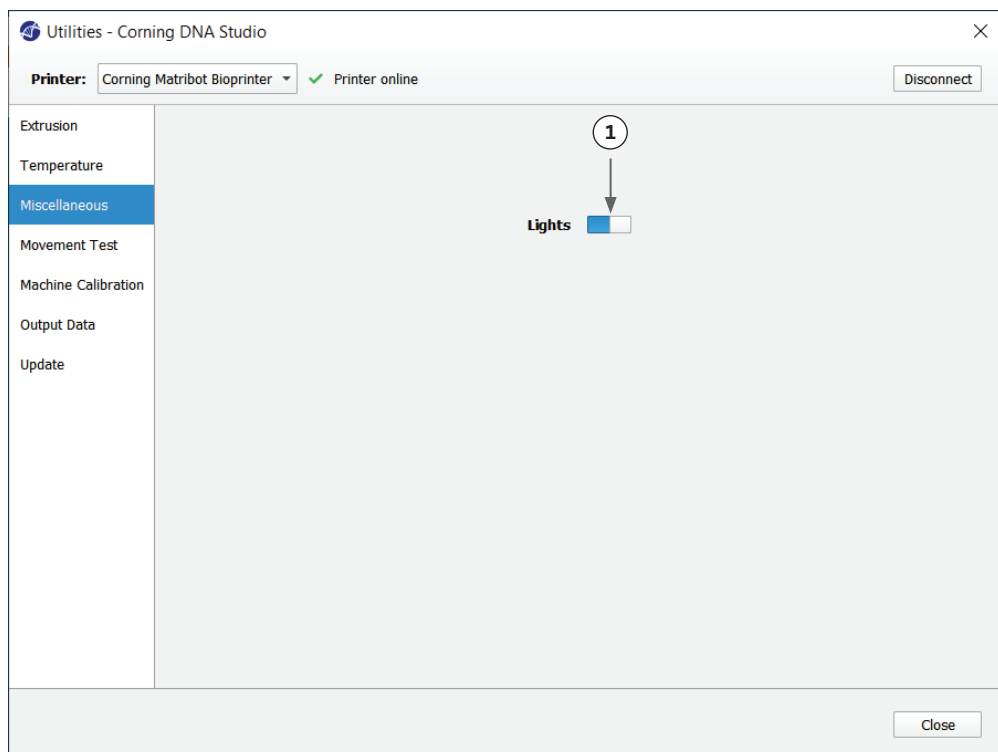 Utilities - Corning DNA Studio
Printer: Corning Matribot Bioprinter Printer online Disconnect
Extrusion
Temperature
Miscellaneous
Movement Test
Machine Calibration
Output Data
Update
1
Lights
Close